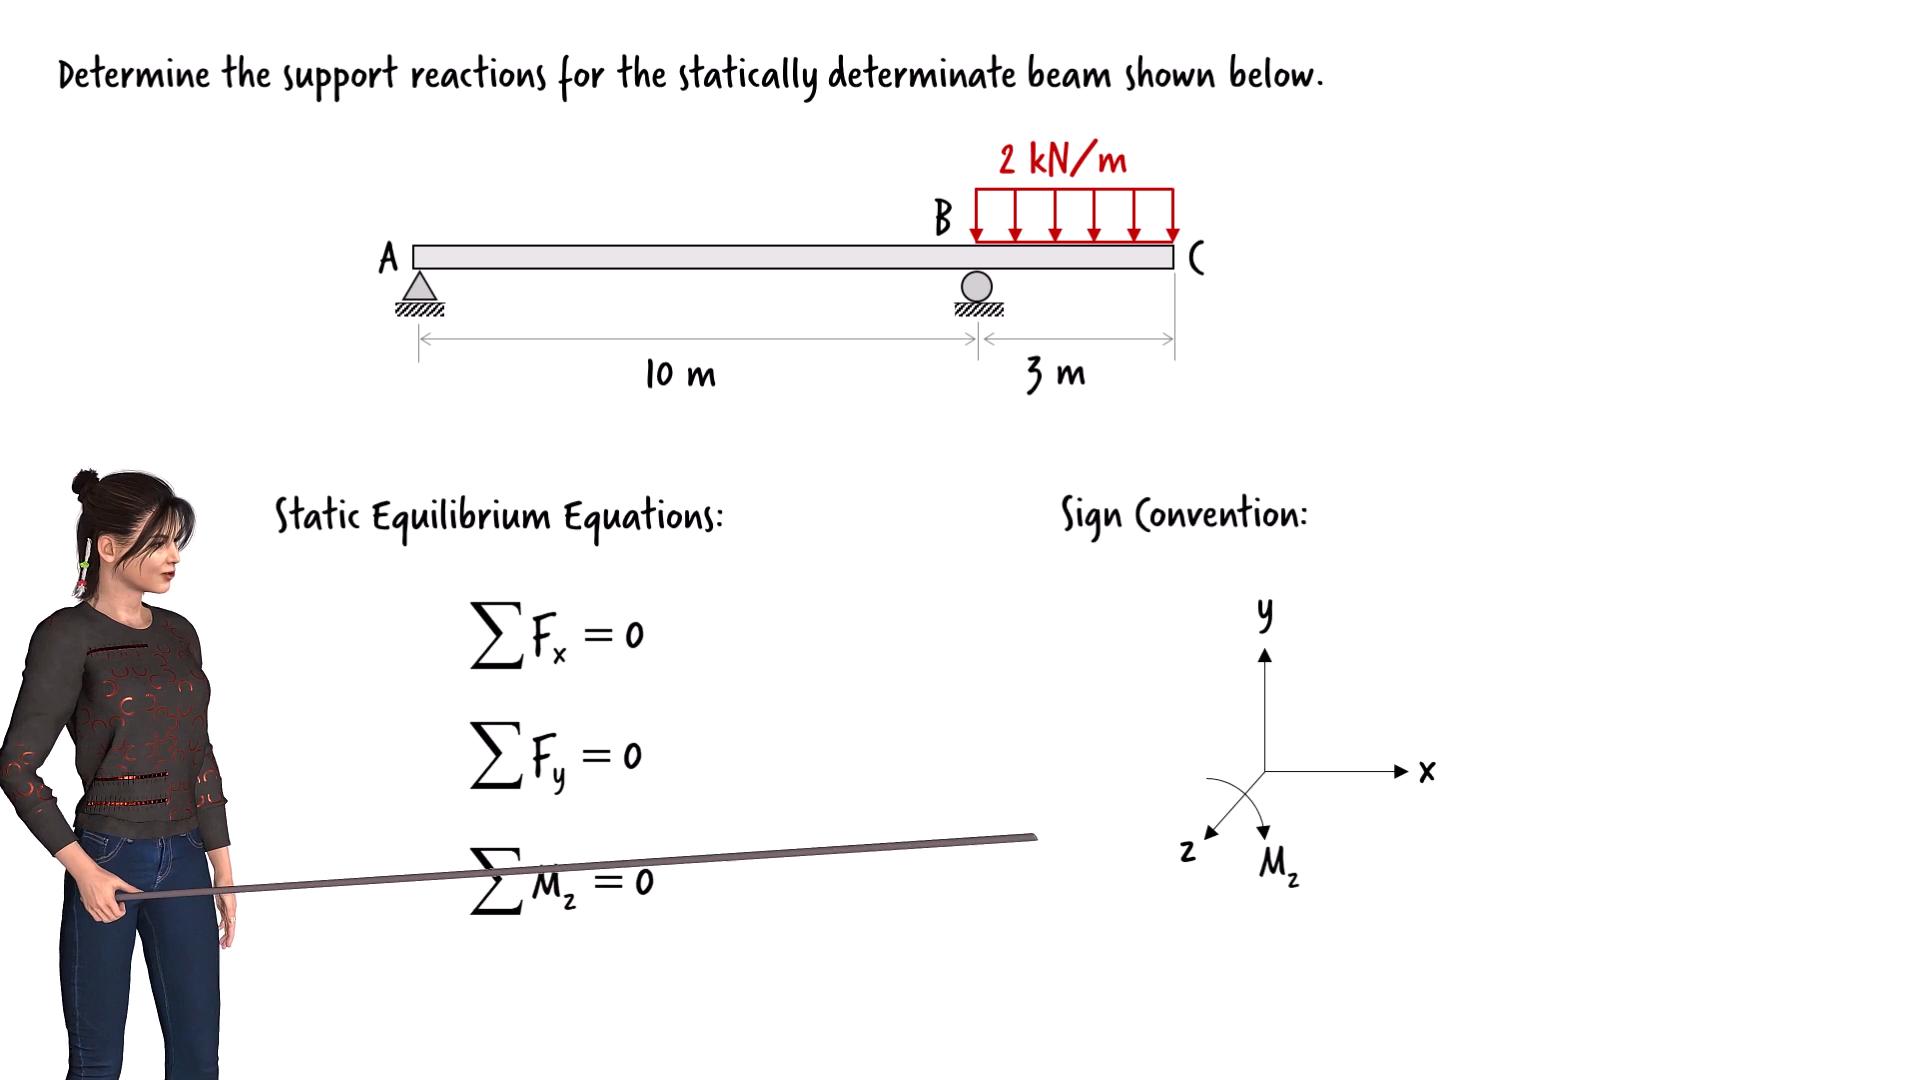 Determine the support reactions for the statically determinate beam shown below.
2 kN/m
B
A
C
10 m
3 m
Static Equilibrium Equations:
Sign Convention:
∑Fx = 0
∑Fy = 0
∑Mz = 0
y
x
z
Mz